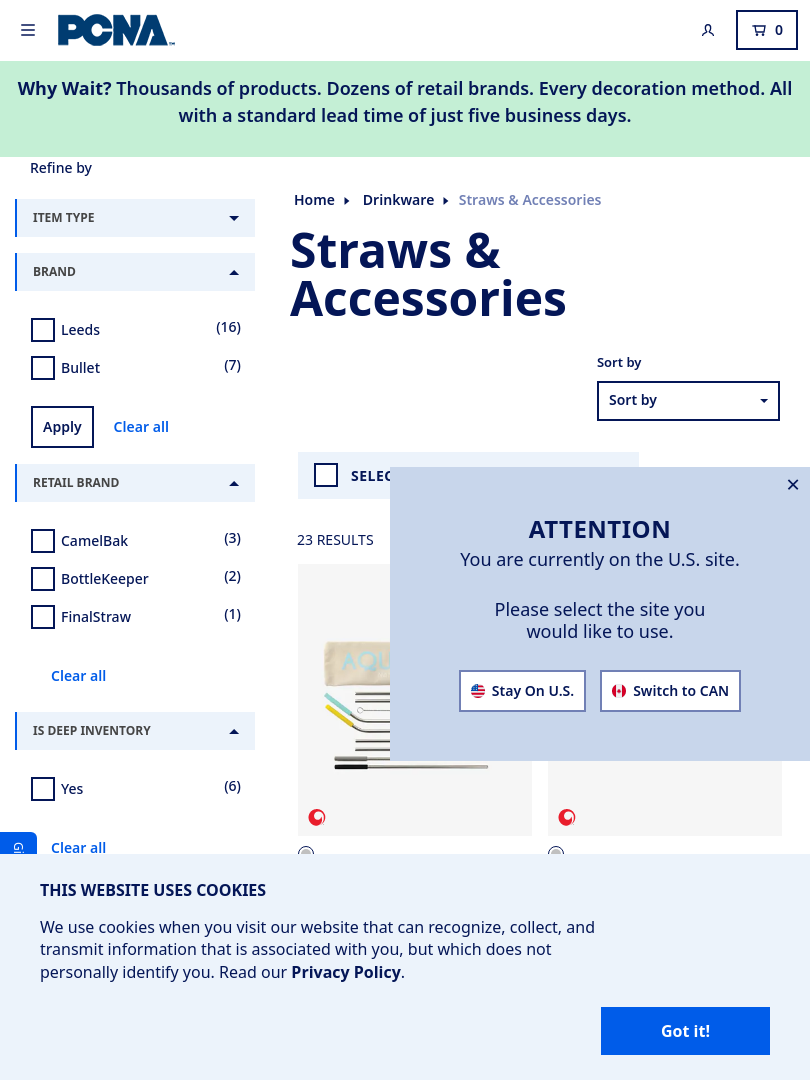 PCNA
0
Why Wait? Thousands of products. Dozens of retail brands. Every decoration method. All
with a standard lead time of just five business days.
Refine by
ITEM TYPE
BRAND
Leeds (16)
Bullet (7)
Apply Clear all
RETAIL BRAND
CamelBak (3)
BottleKeeper (2)
FinalStraw (1)
Clear all
IS DEEP INVENTORY
Yes (6)
Clear all
Home Drinkware Straws & Accessories
Straws &
Accessories
Sort by
Sort by
23 RESULTS
ATTENTION
You are currently on the U.S. site.
Please select the site you
would like to use.
Stay On U.S. Switch to CAN
THIS WEBSITE USES COOKIES
We use cookies when you visit our website that can recognize, collect, and
transmit information that is associated with you, but which does not
personally identify you. Read our Privacy Policy.
Got it!